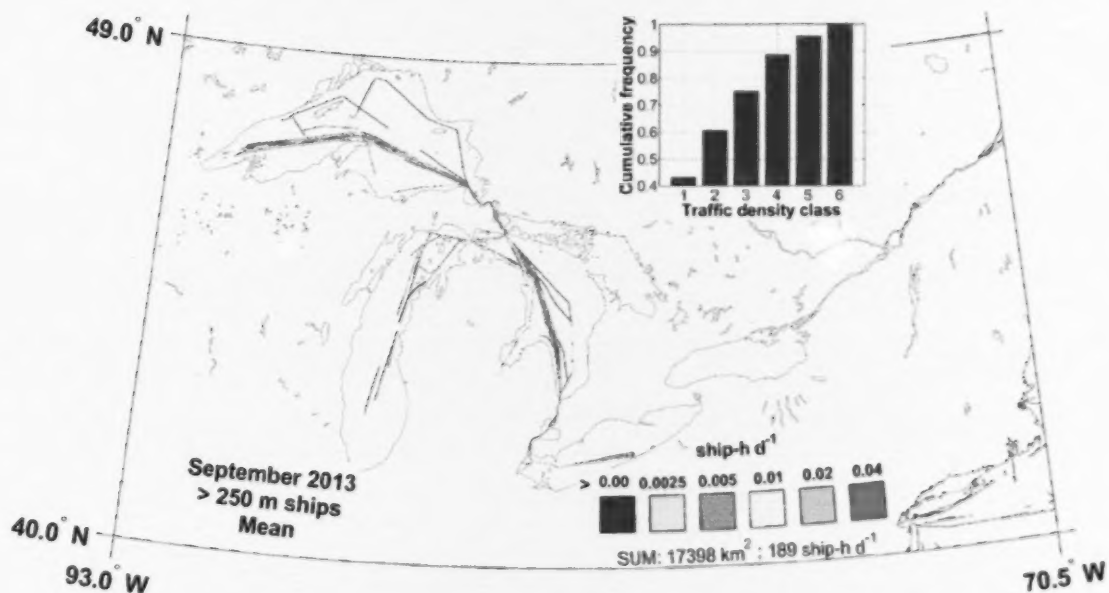 49.0° N
1
0.9
0.8
0.7
0.6
0.5
0.4
Cumulative frequency
1 2 3 4 5 6
Traffic density class
September 2013
> 250 m ships
Mean
ship-h d⁻¹
> 0.00 0.0025 0.005 0.01 0.02 0.04
SUM: 17398 km² ; 189 ship-h d⁻¹
40.0° N
93.0° W
70.5° W